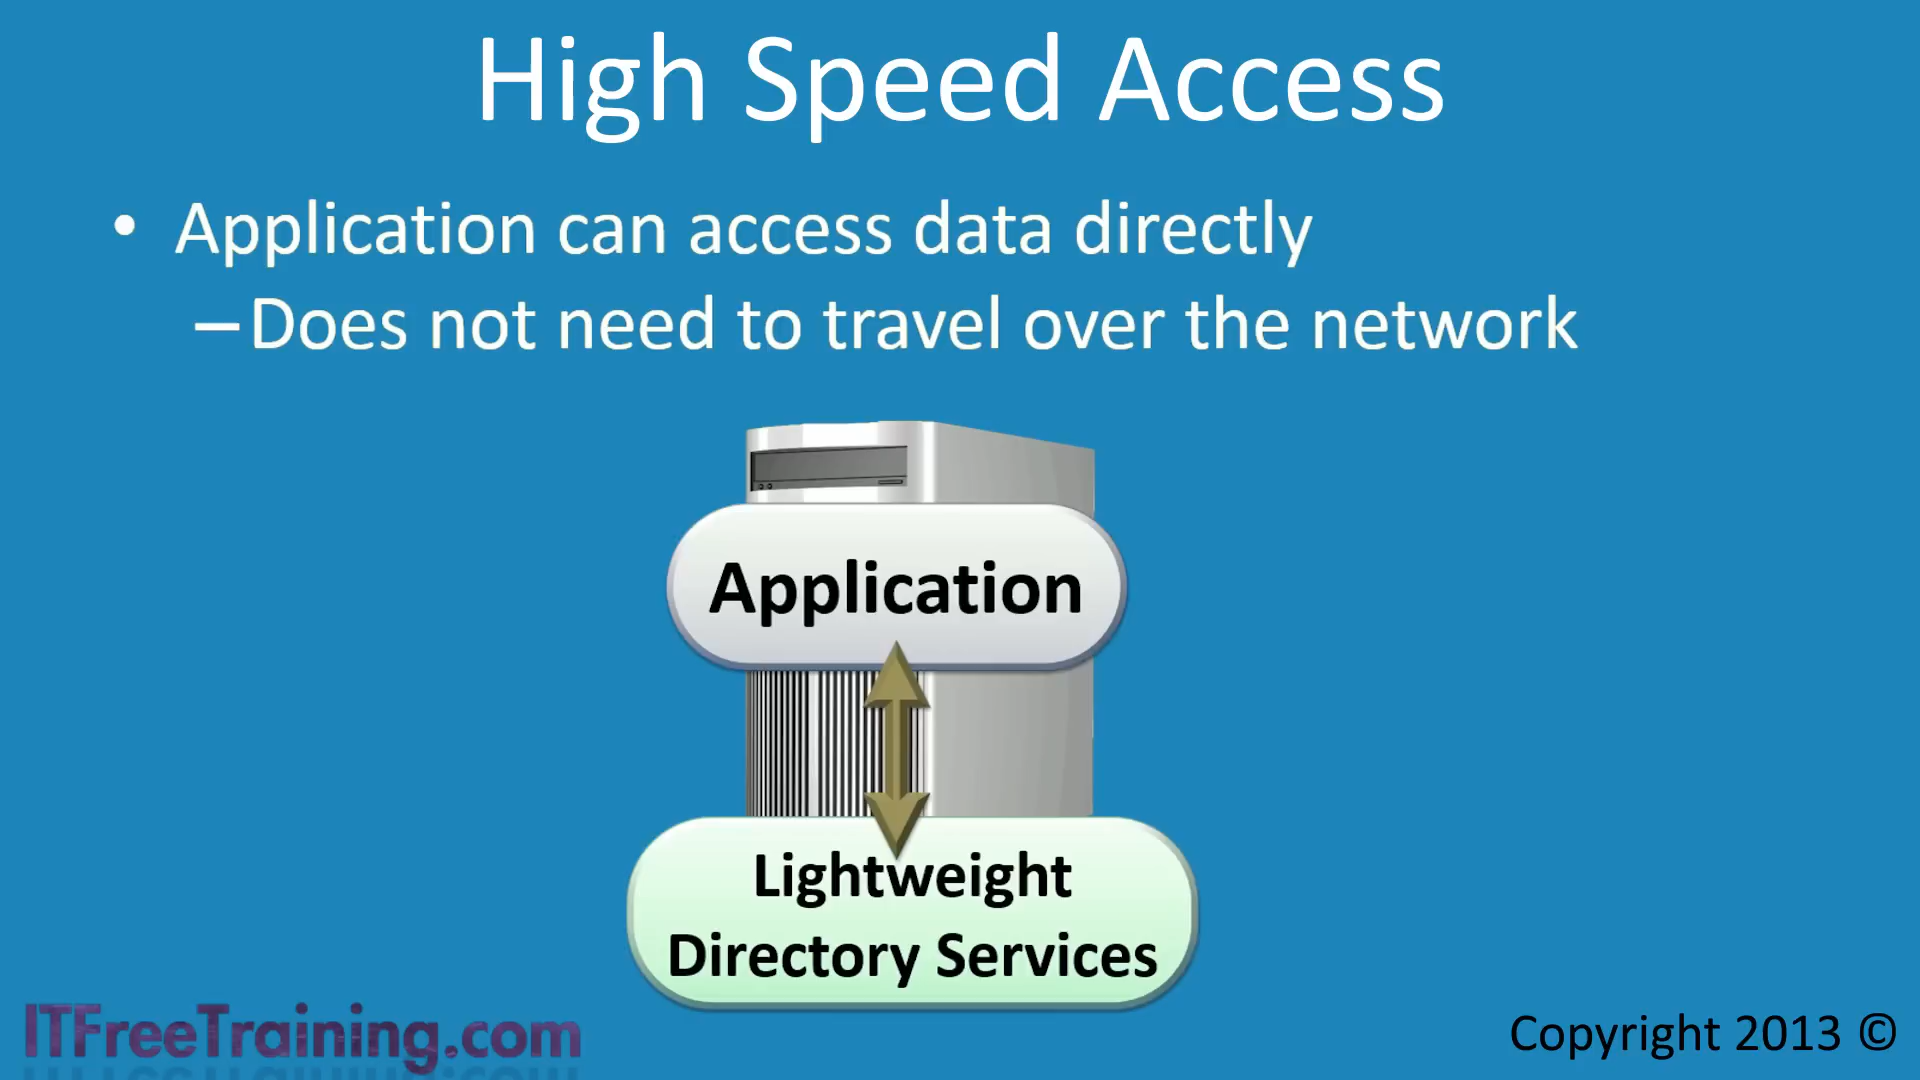 High Speed Access
• Application can access data directly
–Does not need to travel over the network
Application
Lightweight
Directory Services
ITFreeTraining.com
Copyright 2013 ©